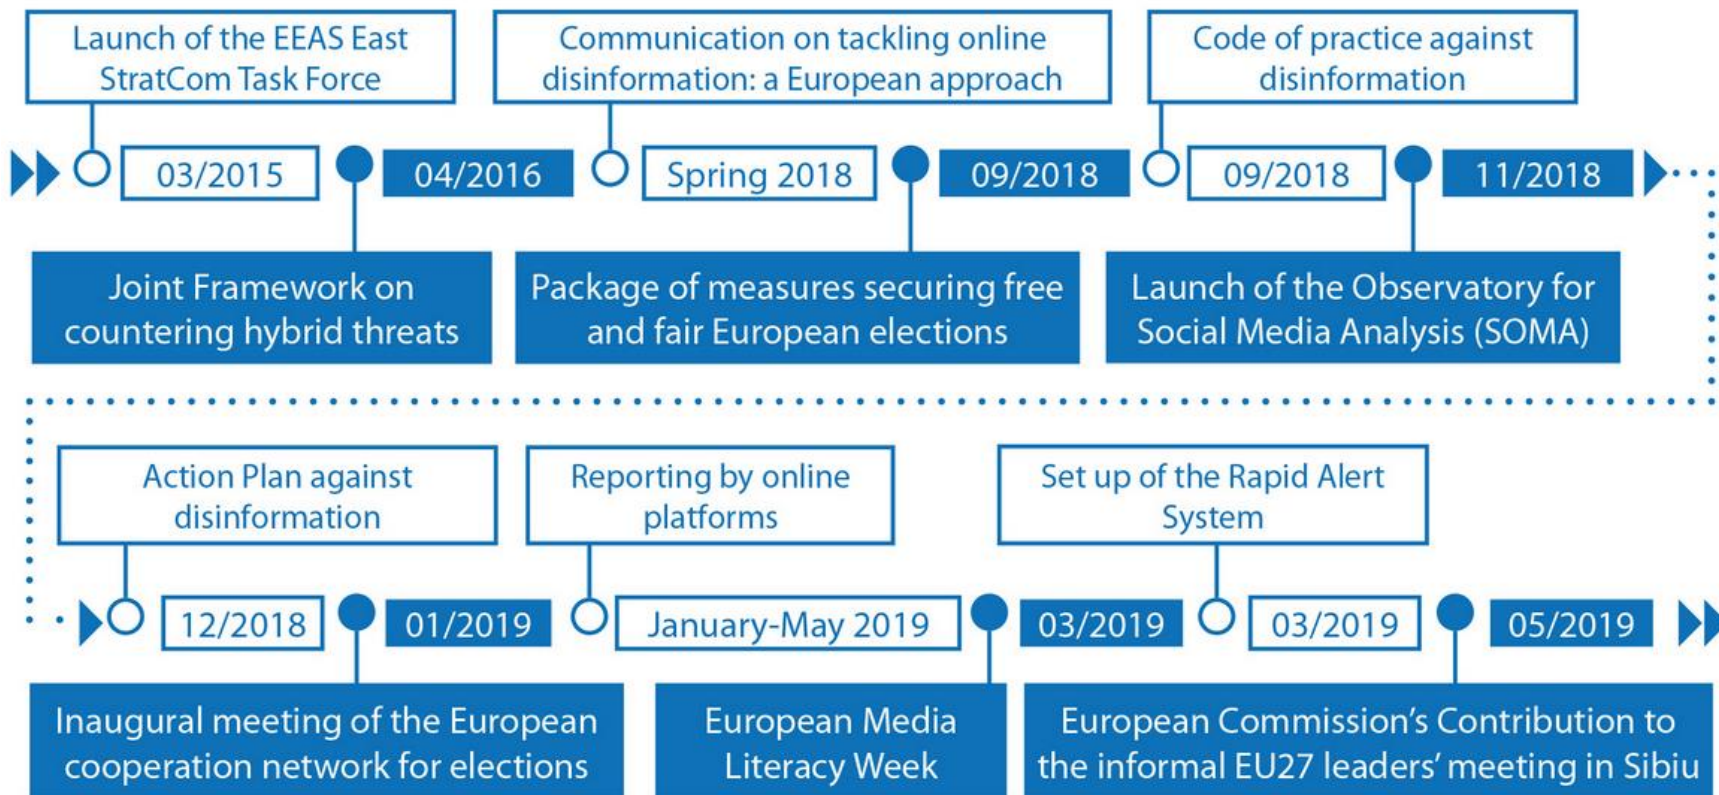 Launch of the EEAS East
StratCom Task Force
Communication on tackling online
disinformation: a European approach
Code of practice against
disinformation
03/2015
04/2016
Spring 2018
09/2018
09/2018
11/2018
Joint Framework on
countering hybrid threats
Package of measures securing free
and fair European elections
Launch of the Observatory for
Social Media Analysis (SOMA)
Action Plan against
disinformation
Reporting by online
platforms
Set up of the Rapid Alert
System
12/2018
01/2019
January-May 2019
03/2019
03/2019
05/2019
Inaugural meeting of the European
cooperation network for elections
European Media
Literacy Week
European Commission’s Contribution to
the informal EU27 leaders’ meeting in Sibiu